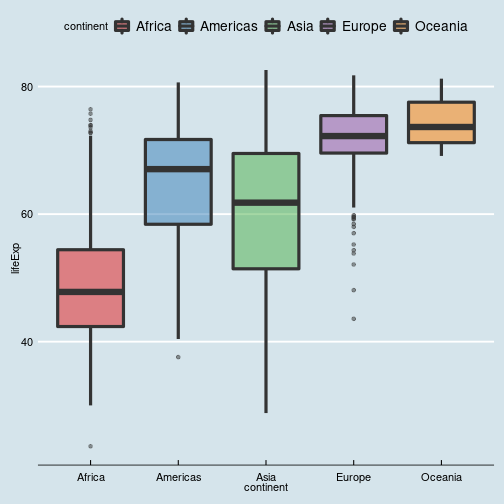 continent Africa Americas Asia Europe Oceania
80
60
40
lifeExp
Africa Americas Asia Europe Oceania
continent